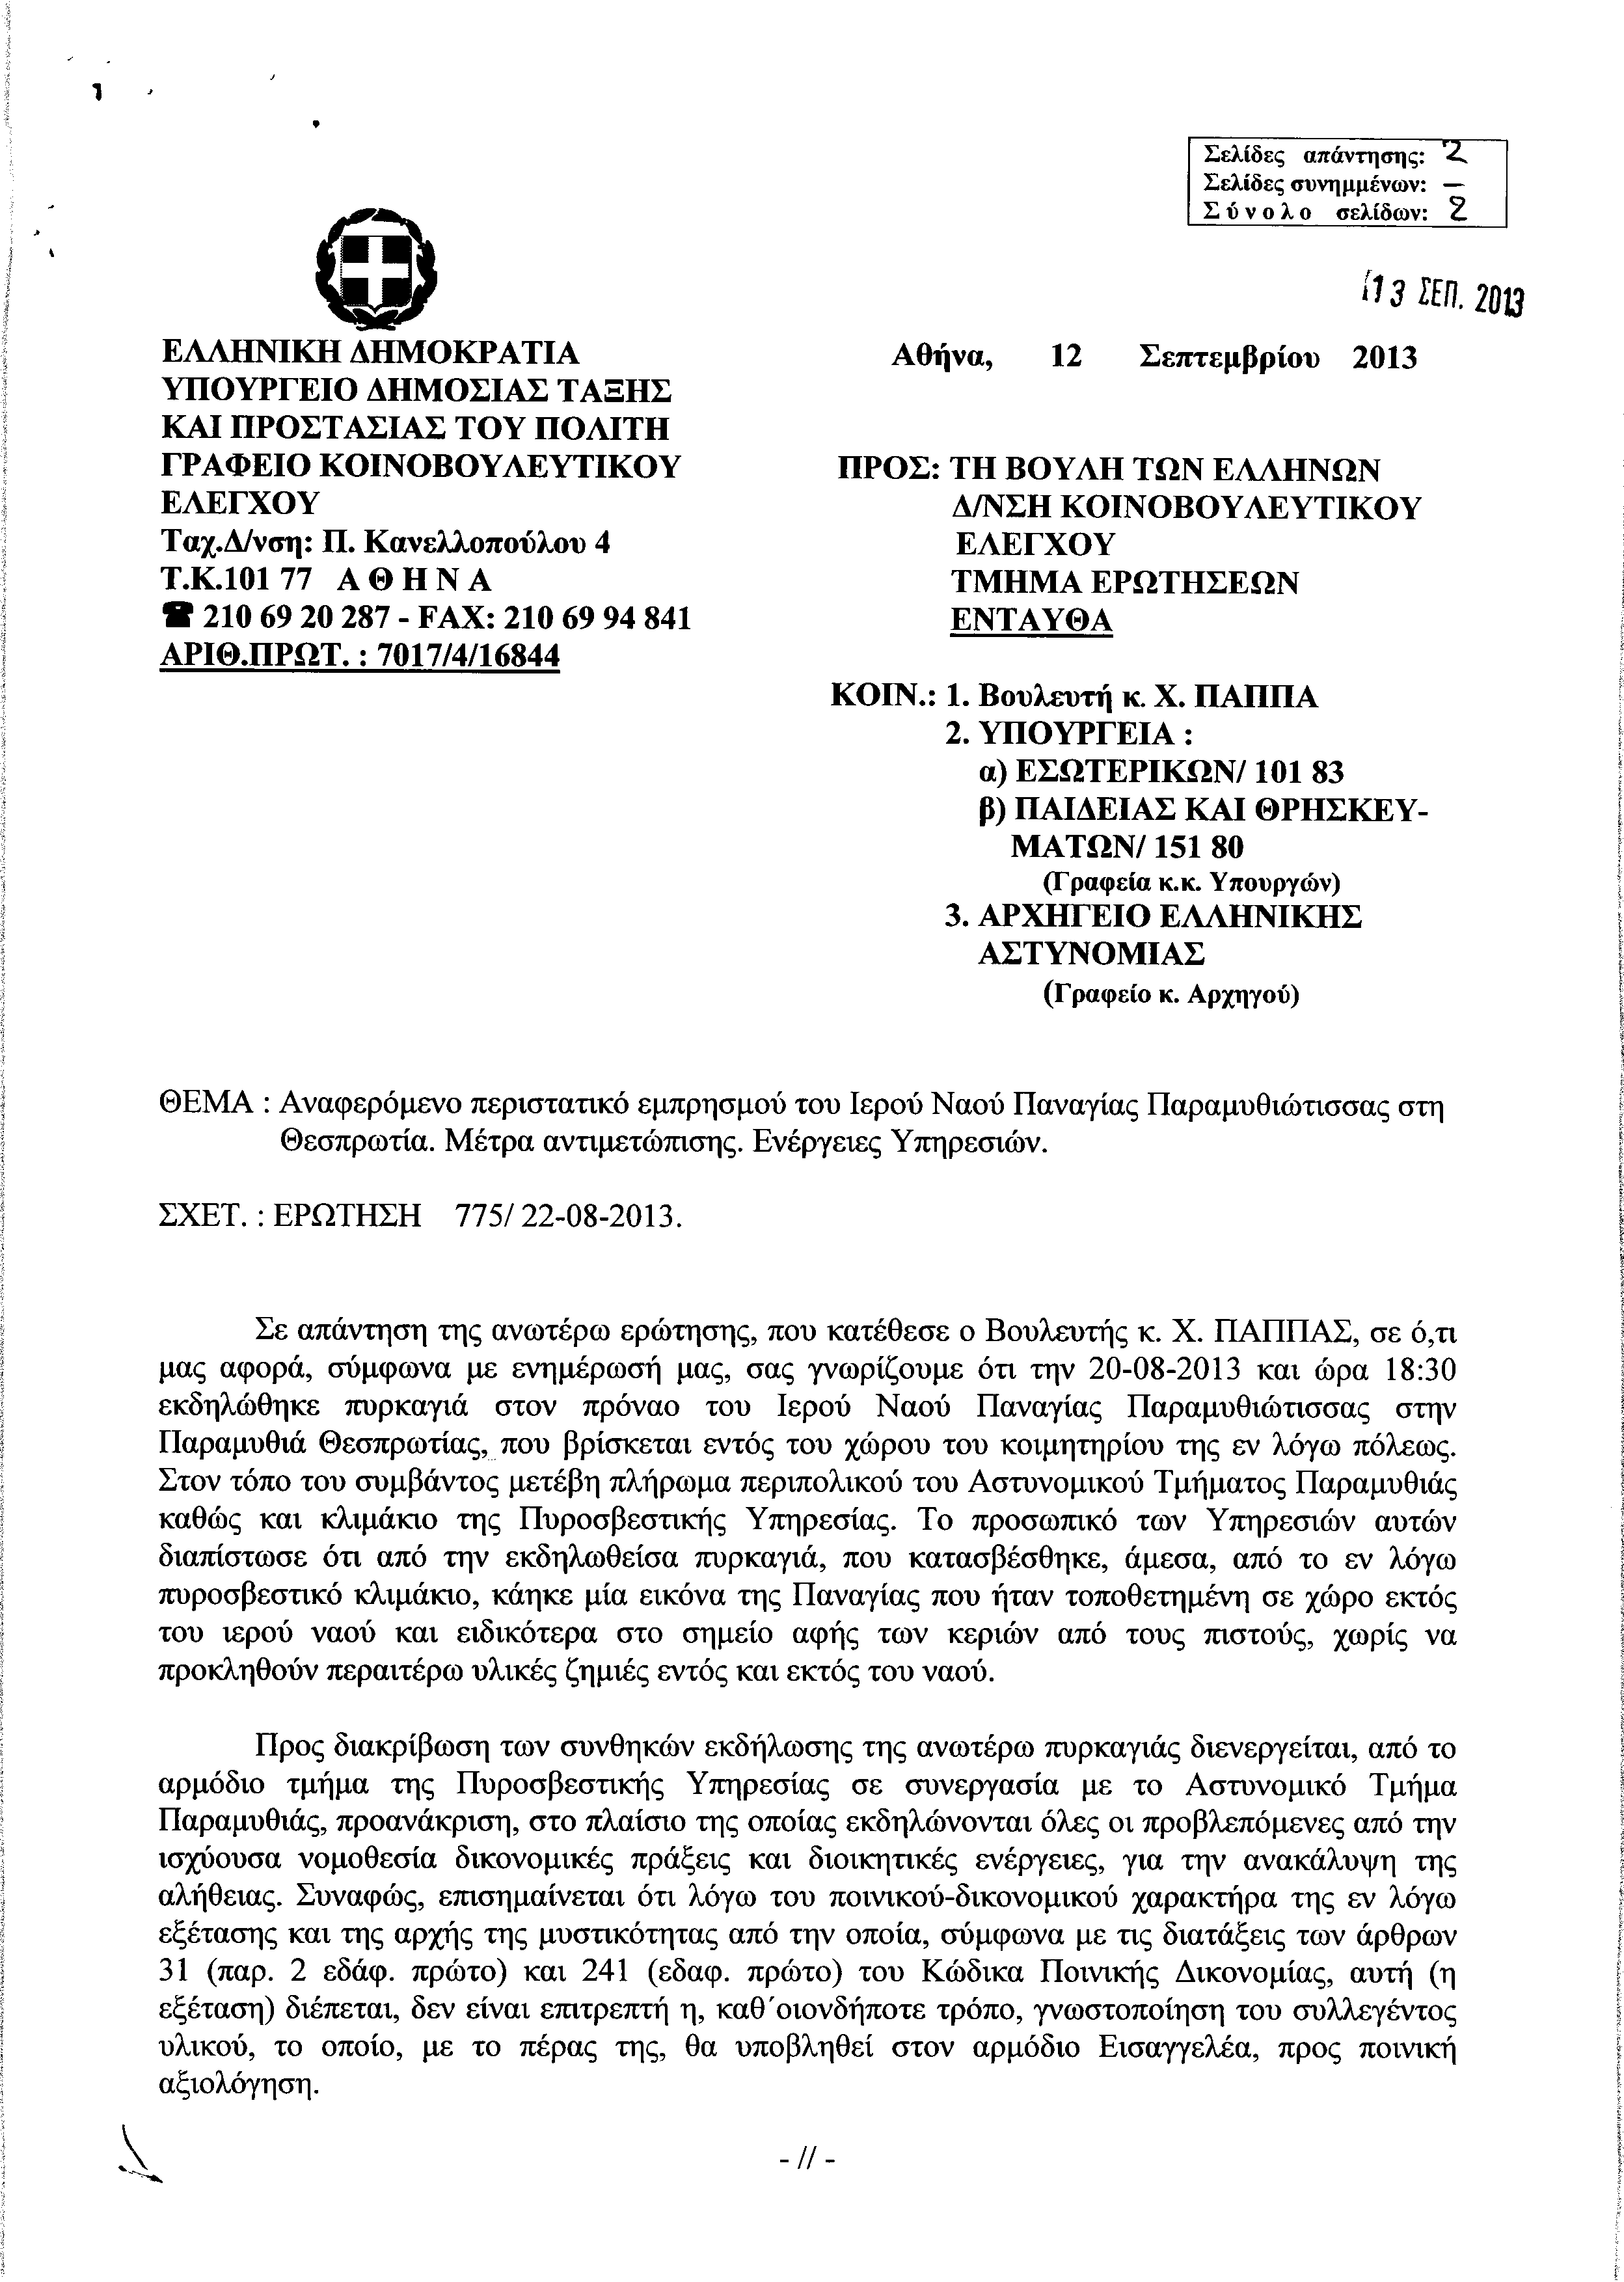 Σελίδες απάντησης: 2
Σελίδες συνημμένων: —
Σύνολο σελίδων: 2
13 ΣΕΠ. 2013
ΕΛΛΗΝΙΚΗ ΔΗΜΟΚΡΑΤΙΑ
ΥΠΟΥΡΓΕΙΟ ΔΗΜΟΣΙΑΣ ΤΑΞΗΣ
ΚΑΙ ΠΡΟΣΤΑΣΙΑΣ ΤΟΥ ΠΟΛΙΤΗ
ΓΡΑΦΕΙΟ ΚΟΙΝΟΒΟΥΛΕΥΤΙΚΟΥ
ΕΛΕΓΧΟΥ
Ταχ.Δ/νση: Π. Κανελλοπούλου 4
Τ.Κ.101 77 Α Θ Η Ν Α
☎ 210 69 20 287 - FAX: 210 69 94 841
ΑΡΙΘ.ΠΡΩΤ. : 7017/4/16844
Αθήνα, 12 Σεπτεμβρίου 2013
ΠΡΟΣ: ΤΗ ΒΟΥΛΗ ΤΩΝ ΕΛΛΗΝΩΝ
Δ/ΝΣΗ ΚΟΙΝΟΒΟΥΛΕΥΤΙΚΟΥ
ΕΛΕΓΧΟΥ
ΤΜΗΜΑ ΕΡΩΤΗΣΕΩΝ
ΕΝΤΑΥΘΑ
ΚΟΙΝ.: 1. Βουλευτή κ. Χ. ΠΑΠΠΑ
2. ΥΠΟΥΡΓΕΙΑ :
α) ΕΣΩΤΕΡΙΚΩΝ/ 101 83
β) ΠΑΙΔΕΙΑΣ ΚΑΙ ΘΡΗΣΚΕΥ-
ΜΑΤΩΝ/ 151 80
(Γραφεία κ.κ. Υπουργών)
3. ΑΡΧΗΓΕΙΟ ΕΛΛΗΝΙΚΗΣ
ΑΣΤΥΝΟΜΙΑΣ
(Γραφείο κ. Αρχηγού)
ΘΕΜΑ : Αναφερόμενο περιστατικό εμπρησμού του Ιερού Ναού Παναγίας Παραμυθιώτισσας στη
Θεσπρωτία. Μέτρα αντιμετώπισης. Ενέργειες Υπηρεσιών.
ΣΧΕΤ. : ΕΡΩΤΗΣΗ 775/ 22-08-2013.
Σε απάντηση της ανωτέρω ερώτησης, που κατέθεσε ο Βουλευτής κ. Χ. ΠΑΠΠΑΣ, σε ό,τι
μας αφορά, σύμφωνα με ενημέρωσή μας, σας γνωρίζουμε ότι την 20-08-2013 και ώρα 18:30
εκδηλώθηκε πυρκαγιά στον πρόναο του Ιερού Ναού Παναγίας Παραμυθιώτισσας στην
Παραμυθιά Θεσπρωτίας, που βρίσκεται εντός του χώρου του κοιμητηρίου της εν λόγω πόλεως.
Στον τόπο του συμβάντος μετέβη πλήρωμα περιπολικού του Αστυνομικού Τμήματος Παραμυθιάς
καθώς και κλιμάκιο της Πυροσβεστικής Υπηρεσίας. Το προσωπικό των Υπηρεσιών αυτών
διαπίστωσε ότι από την εκδηλωθείσα πυρκαγιά, που κατασβέσθηκε, άμεσα, από το εν λόγω
πυροσβεστικό κλιμάκιο, κάηκε μία εικόνα της Παναγίας που ήταν τοποθετημένη σε χώρο εκτός
του ιερού ναού και ειδικότερα στο σημείο αφής των κεριών από τους πιστούς, χωρίς να
προκληθούν περαιτέρω υλικές ζημιές εντός και εκτός του ναού.
Προς διακρίβωση των συνθηκών εκδήλωσης της ανωτέρω πυρκαγιάς διενεργείται, από το
αρμόδιο τμήμα της Πυροσβεστικής Υπηρεσίας σε συνεργασία με το Αστυνομικό Τμήμα
Παραμυθιάς, προανάκριση, στο πλαίσιο της οποίας εκδηλώνονται όλες οι προβλεπόμενες από την
ισχύουσα νομοθεσία δικονομικές πράξεις και διοικητικές ενέργειες, για την ανακάλυψη της
αλήθειας. Συναφώς, επισημαίνεται ότι λόγω του ποινικού-δικονομικού χαρακτήρα της εν λόγω
εξέτασης και της αρχής της μυστικότητας από την οποία, σύμφωνα με τις διατάξεις των άρθρων
31 (παρ. 2 εδάφ. πρώτο) και 241 (εδαφ. πρώτο) του Κώδικα Ποινικής Δικονομίας, αυτή (η
εξέταση) διέπεται, δεν είναι επιτρεπτή η, καθ΄οιονδήποτε τρόπο, γνωστοποίηση του συλλεγέντος
υλικού, το οποίο, με το πέρας της, θα υποβληθεί στον αρμόδιο Εισαγγελέα, προς ποινική
αξιολόγηση.
- // -